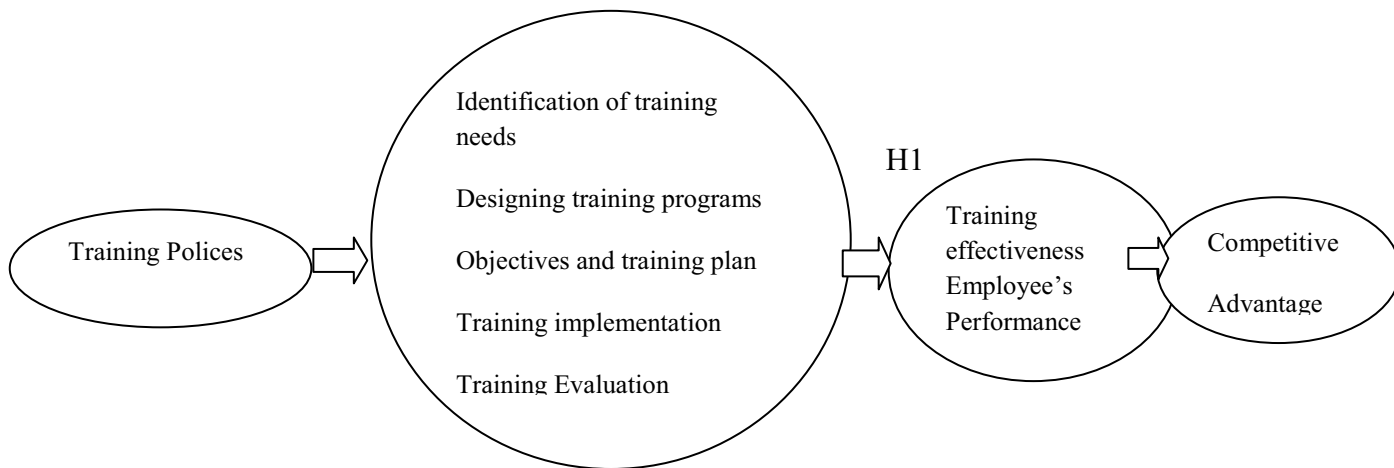 Training Polices
Identification of training
needs
Designing training programs
Objectives and training plan
Training implementation
Training Evaluation
H1
Training
effectiveness
Employee’s
Performance
Competitive
Advantage